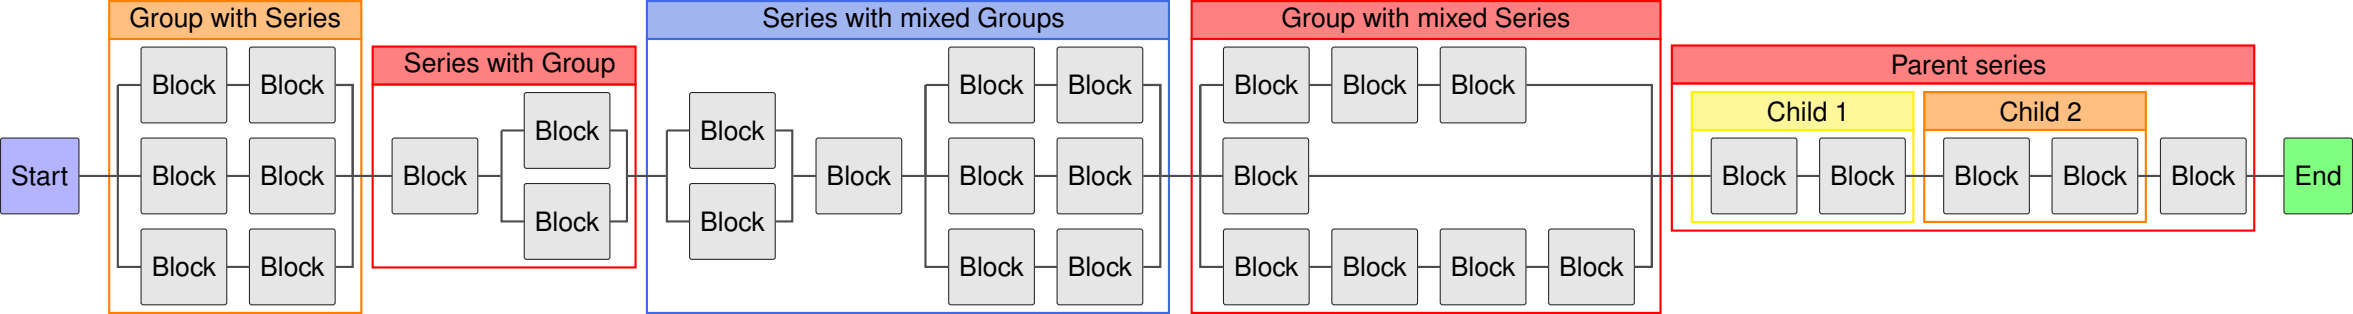 Start
Group with Series
Block Block
Block Block
Block Block
Series with Group
Block
Block
Block
Series with mixed Groups
Block
Block
Block
Block Block
Block Block
Block Block
Group with mixed Series
Block Block Block
Block
Block Block Block Block
Parent series
Child 1
Block Block
Child 2
Block Block
Block
End